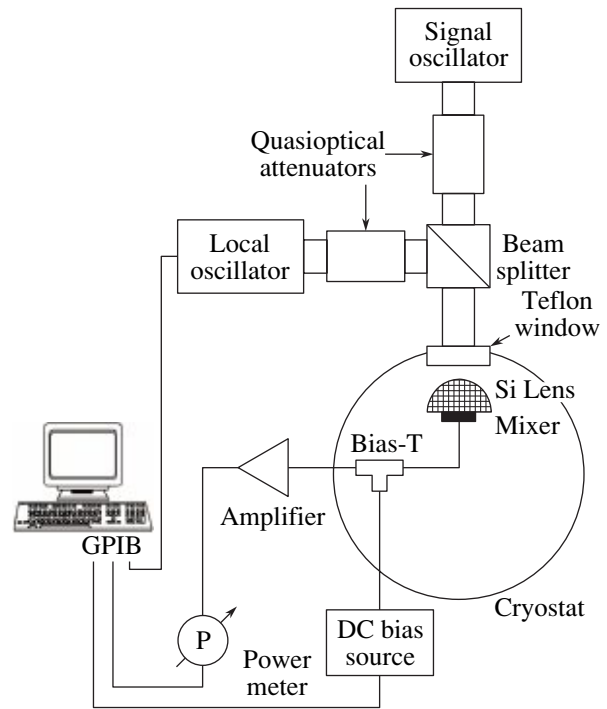 Signal
oscillator
Quasioptical
attenuators
Local
oscillator
Beam
splitter
Teflon
window
Si Lens
Mixer
Bias-T
Amplifier
GPIB
Cryostat
P
DC bias
source
Power
meter